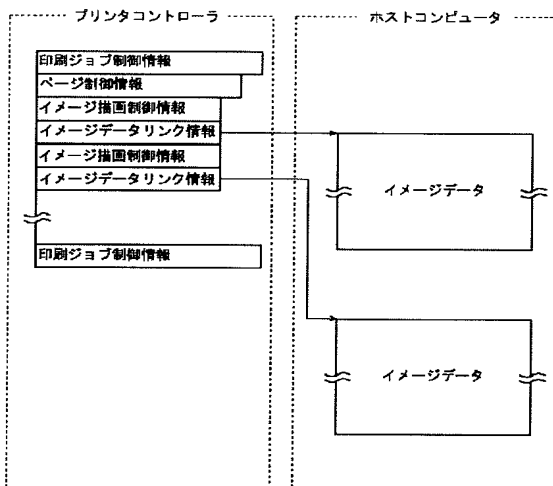 プリンタコントローラ
ホストコンピュータ
印刷ジョブ制御情報
ページ制御情報
イメージ描画制御情報
イメージデータリンク情報
イメージ描画制御情報
イメージデータリンク情報
印刷ジョブ制御情報
イメージデータ
イメージデータ